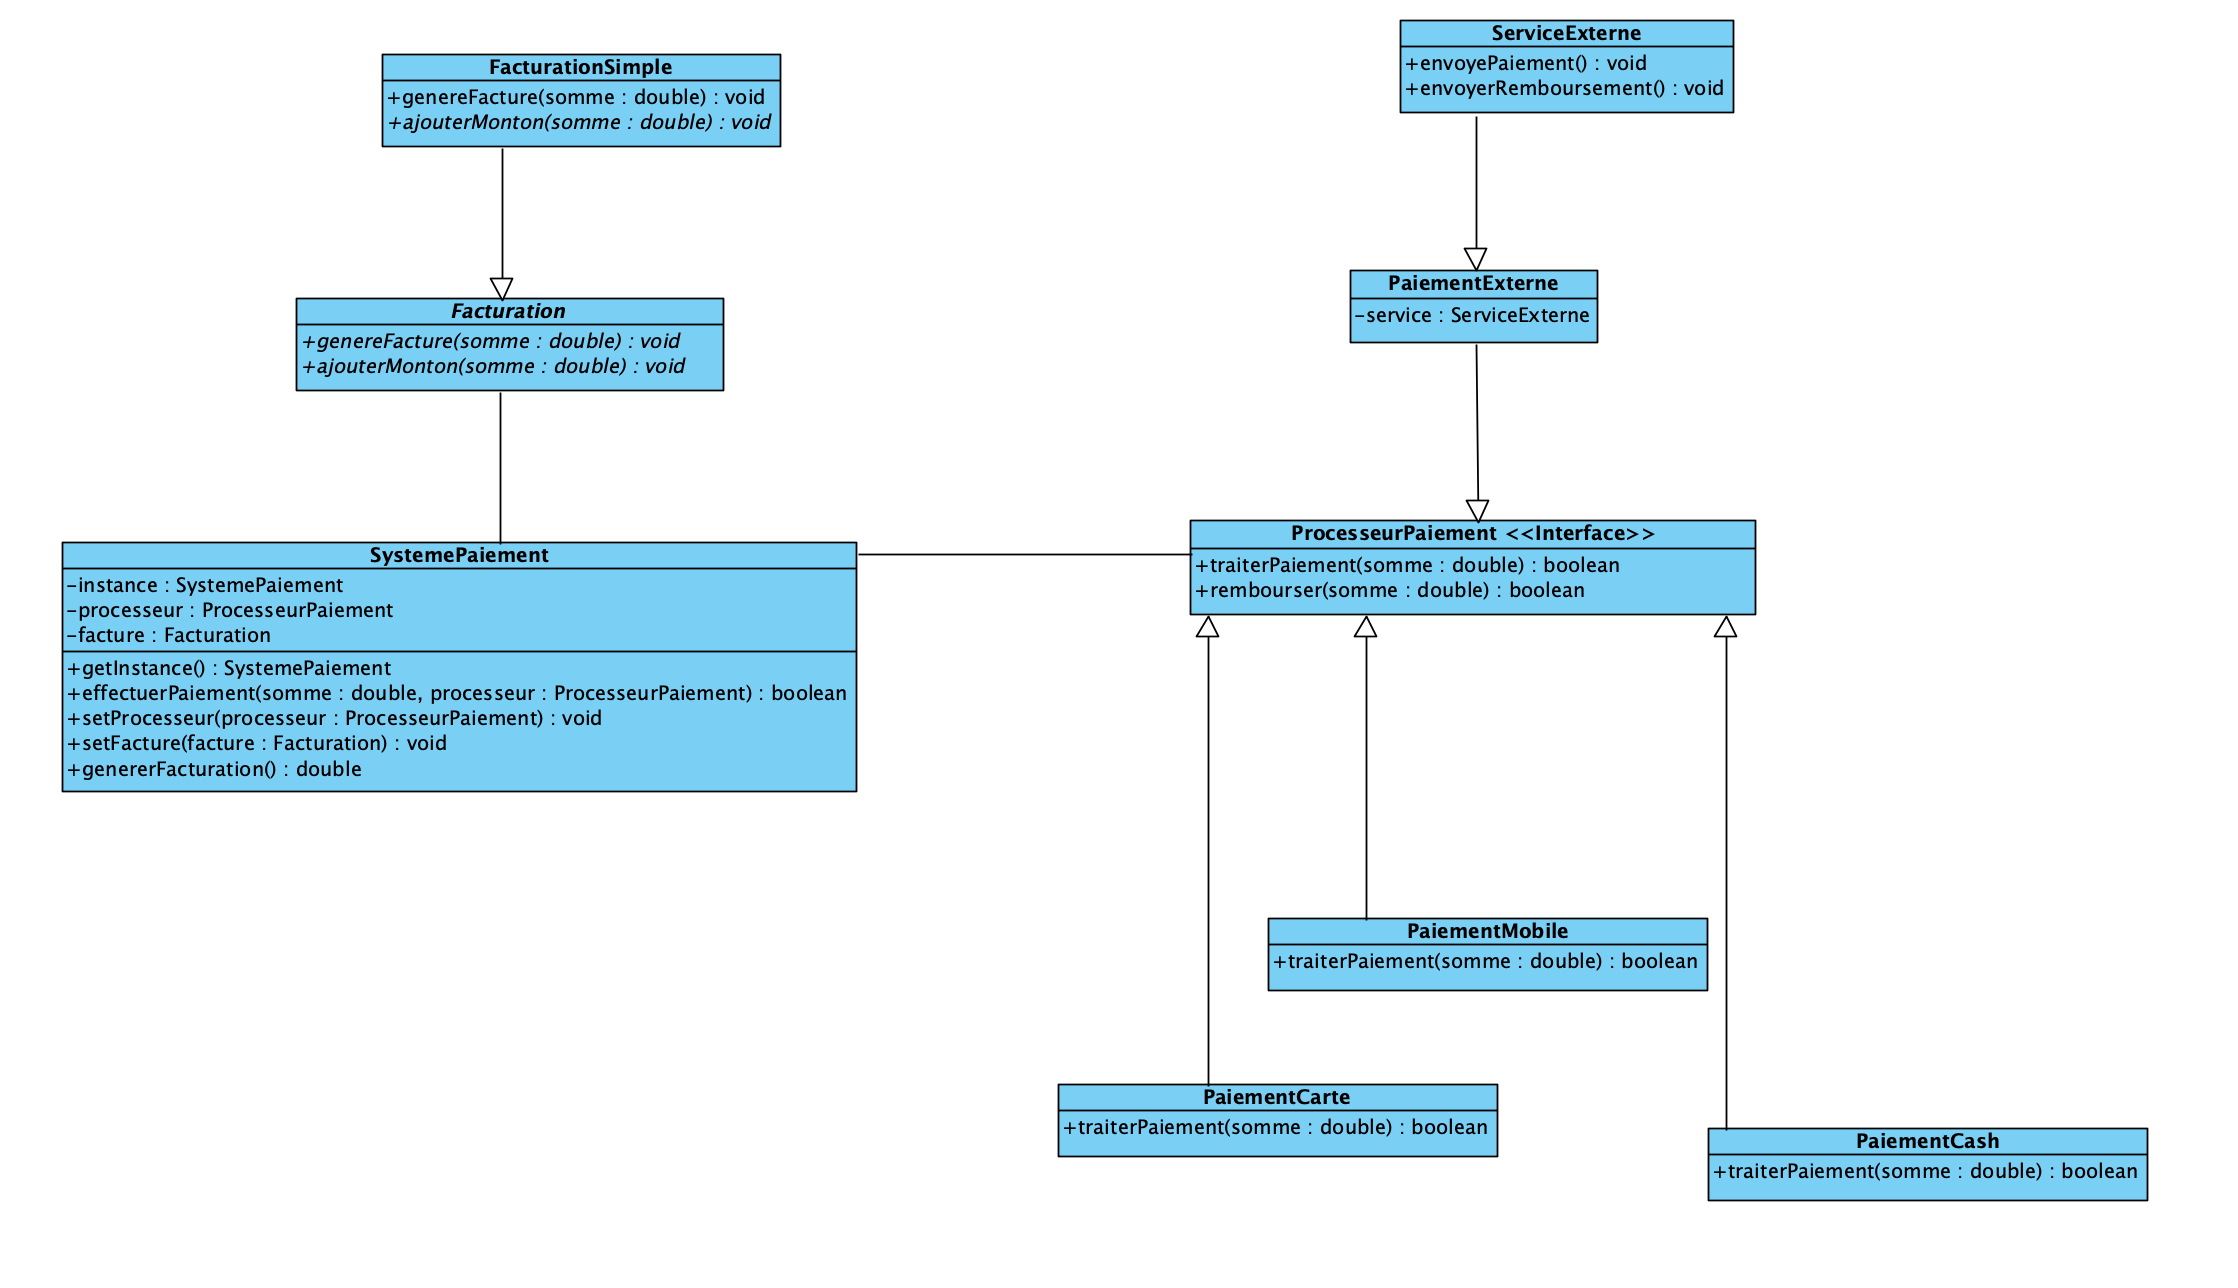 FacturationSimple
+genereFacture(somme : double) : void
+ajouterMonton(somme : double) : void
ServiceExterne
+envoyePaiement() : void
+envoyerRemboursement() : void
Facturation
+genereFacture(somme : double) : void
+ajouterMonton(somme : double) : void
PaiementExterne
-service : ServiceExterne
SystemePaiement
-instance : SystemePaiement
-processeur : ProcesseurPaiement
-facture : Facturation
+getInstance() : SystemePaiement
+effectuerPaiement(somme : double, processeur : ProcesseurPaiement) : boolean
+setProcesseur(processeur : ProcesseurPaiement) : void
+setFacture(facture : Facturation) : void
+genererFacturation() : double
ProcesseurPaiement <<Interface>>
+traiterPaiement(somme : double) : boolean
+rembourser(somme : double) : boolean
PaiementMobile
+traiterPaiement(somme : double) : boolean
PaiementCarte
+traiterPaiement(somme : double) : boolean
PaiementCash
+traiterPaiement(somme : double) : boolean